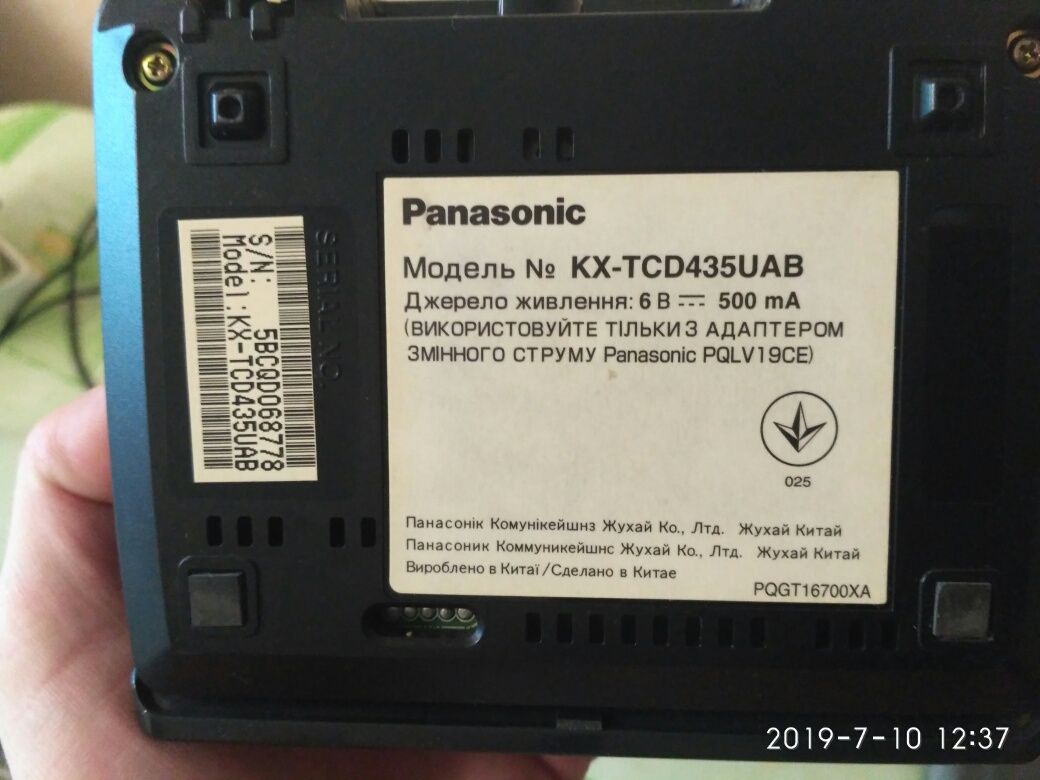 Panasonic
Модель № KX-TCD435UAB
Джерело живлення: 6 В 500 mA
(ВИКОРИСТОВУЙТЕ ТІЛЬКИ З АДАПТЕРОМ
ЗМІННОГО СТРУМУ Panasonic PQLV19CE)
025
Панасонік Комунікейшнз Жухай Ко., Лтд. Жухай Китай
Панасоник Коммуникейшнс Жухай Ко., Лтд. Жухай Китай
Вироблено в Китаї/Сделано в Китае
PQGT16700XA
SERIAL NO.
S/N: 5BCQD068778
Model:KX-TCD435UAB
2019-7-10 12:37